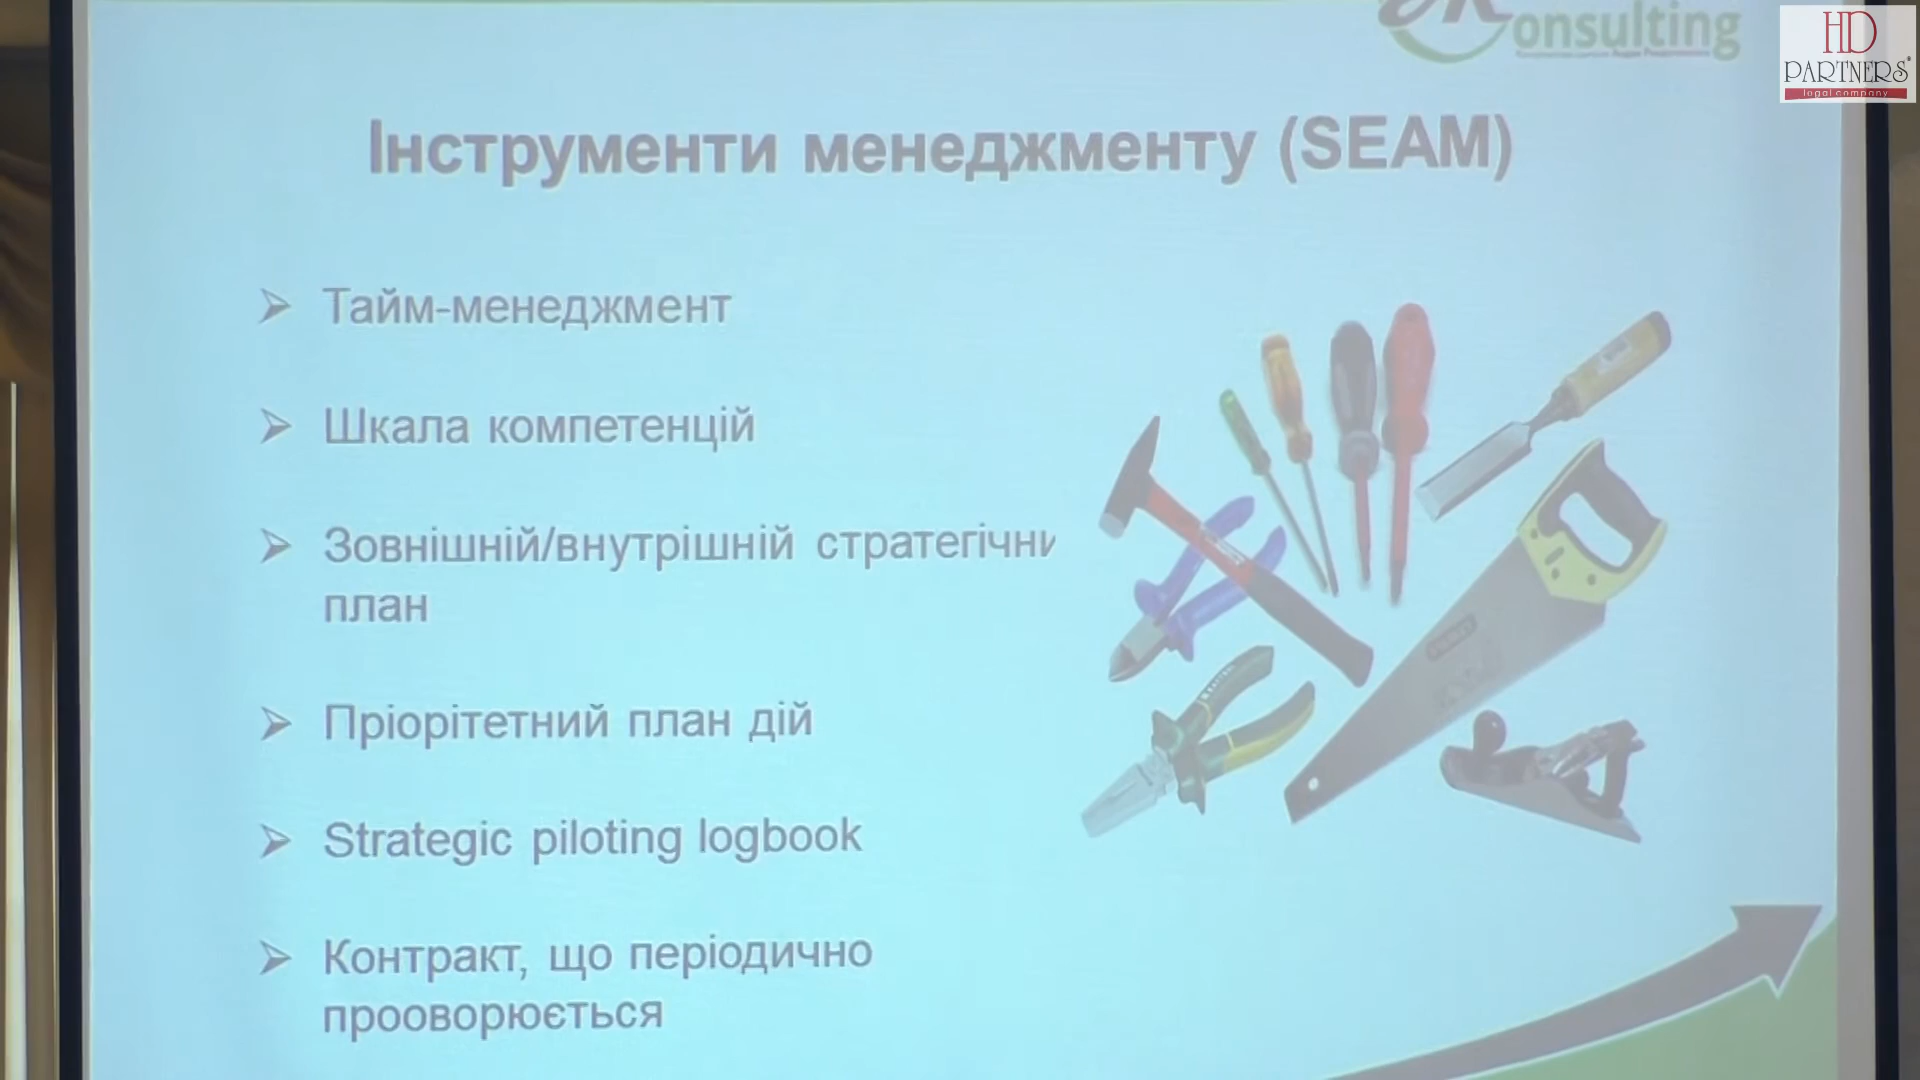 onsulting
HD
PARTNERS®
legal company
Інструменти менеджменту (SEAM)
Тайм-менеджмент
Шкала компетенцій
Зовнішній/внутрішній стратегічни
план
Пріорітетний план дій
Strategic piloting logbook
Контракт, що періодично
прооворюється